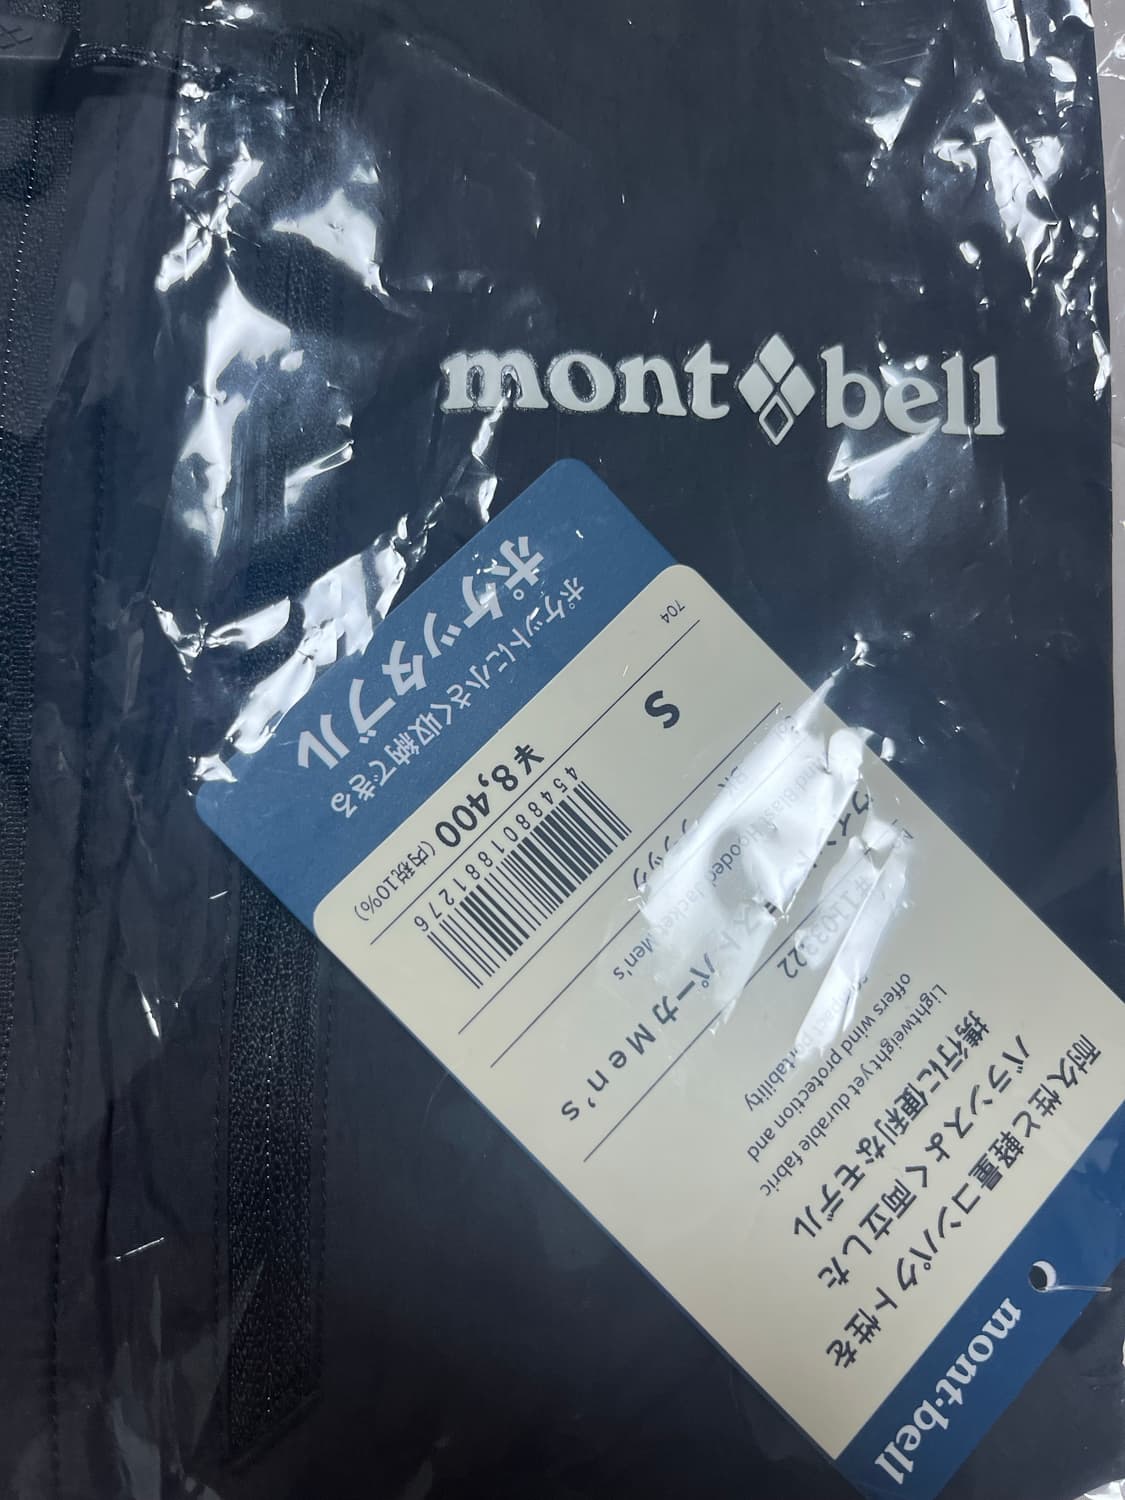 mont bell
mont-bell
耐久性と軽量コンパクト性を
バランスよく両立した
携行に便利なモデル
Lightweight yet durable fabric
offers wind protection and
portability
#1103322
パーカ Men's
Hooded Jacket Men's
BK
S
704
4548801881276
¥8,400(内税10%)
ポケットに小さく収納できる
ポケッタブル